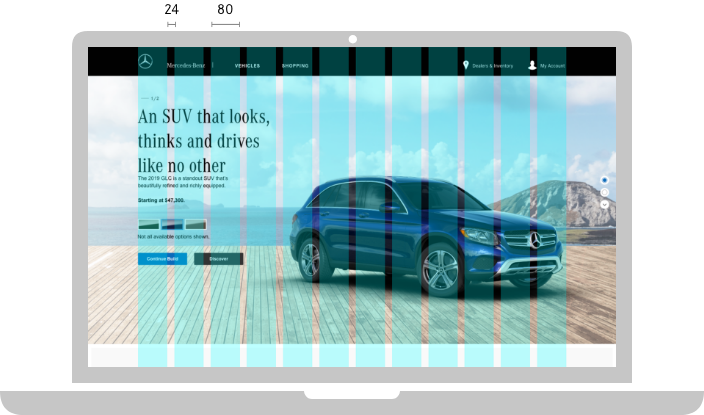 24 80
Mercedes-Benz VEHICLES SHOPPING Dealers & Inventory My Account
1/3
An SUV that looks,
thinks and drives
like no other
The 2019 GLC is a standout SUV that's
beautifully refined and richly equipped.
Starting at $47,300.
Not all available options shown.
Continue Build Discover